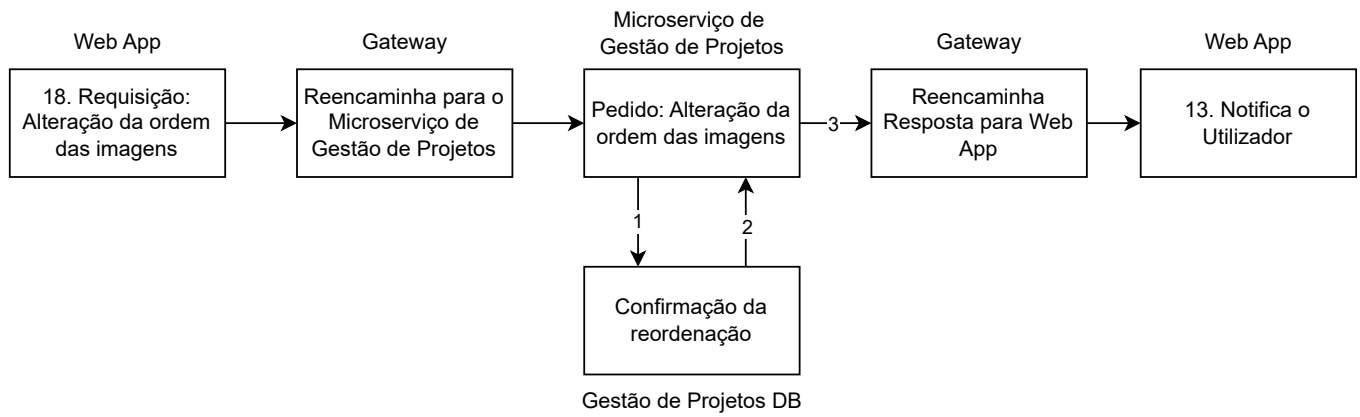 Web App
18. Requisição:
Alteração da ordem
das imagens
Gateway
Reencaminha para o
Microserviço de
Gestão de Projetos
Microserviço de
Gestão de Projetos
Pedido: Alteração da
ordem das imagens
1
2
3
Confirmação da
reordenação
Gestão de Projetos DB
Gateway
Reencaminha
Resposta para Web
App
Web App
13. Notifica o
Utilizador